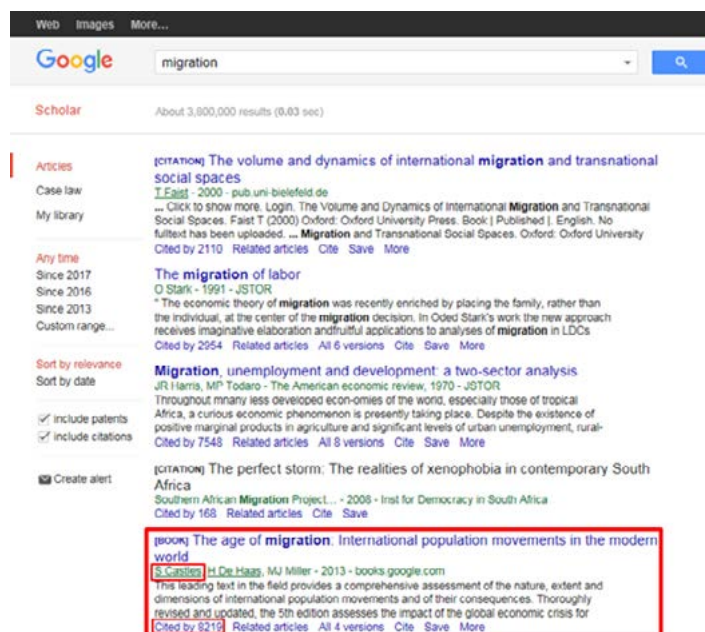 Web Images More...
Google
migration
Scholar
About 3,800,000 results (0.03 sec)
Articles
Case law
My library
Any time
Since 2017
Since 2016
Since 2013
Custom range...
Sort by relevance
Sort by date
include patents
include citations
Create alert
[CITATION] The volume and dynamics of international migration and transnational
social spaces
T Faist - 2000 - pub.uni-bielefeld.de
... Click to show more. Login. The Volume and Dynamics of International Migration and Transnational
Social Spaces. Faist T (2000) Oxford: Oxford University Press. Book | Published |. English. No
fulltext has been uploaded. ... Migration and Transnational Social Spaces. Oxford: Oxford University
Cited by 2110 Related articles Cite Save More
The migration of labor
O Stark - 1991 - JSTOR
" The economic theory of migration was recently enriched by placing the family, rather than
the individual, at the center of the migration decision. In Oded Stark's work the new approach
receives imaginative elaboration andfruitful applications to analyses of migration in LDCs
Cited by 2954 Related articles All 6 versions Cite Save More
Migration, unemployment and development: a two-sector analysis
JR Harris, MP Todaro - The American economic review, 1970 - JSTOR
Throughout mnany less developed econ-omies of the world, especially those of tropical
Africa, a curious economic phenomenon is presently taking place. Despite the existence of
positive marginal products in agriculture and significant levels of urban unemployment, rural-
Cited by 7548 Related articles All 8 versions Cite Save More
[CITATION] The perfect storm: The realities of xenophobia in contemporary South
Africa
Southern African Migration Project... - 2008 - Inst for Democracy in South Africa
Cited by 168 Related articles Cite Save
[BOOK] The age of migration: International population movements in the modern
world
S Castles, H De Haas, MJ Miller - 2013 - books.google.com
This leading text in the field provides a comprehensive assessment of the nature, extent and
dimensions of international population movements and of their consequences. Thoroughly
revised and updated, the 5th edition assesses the impact of the global economic crisis for
Cited by 8219 Related articles All 4 versions Cite Save More